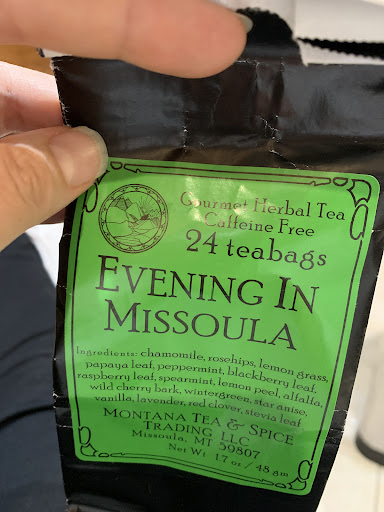 Gourmet Herbal Tea
Caffeine Free
24 teabags
EVENING IN
MISSOULA
Ingredients: chamomile, rosehips, lemon grass,
papaya leaf, peppermint, blackberry leaf,
raspberry leaf, spearmint, lemon peel, alfalfa,
wild cherry bark, wintergreen, star anise,
vanilla, lavender, red clover, stevia leaf
MONTANA TEA & SPICE
TRADING LLC
Missoula, MT 59807
Net Wt 1.7 oz / 48 gm